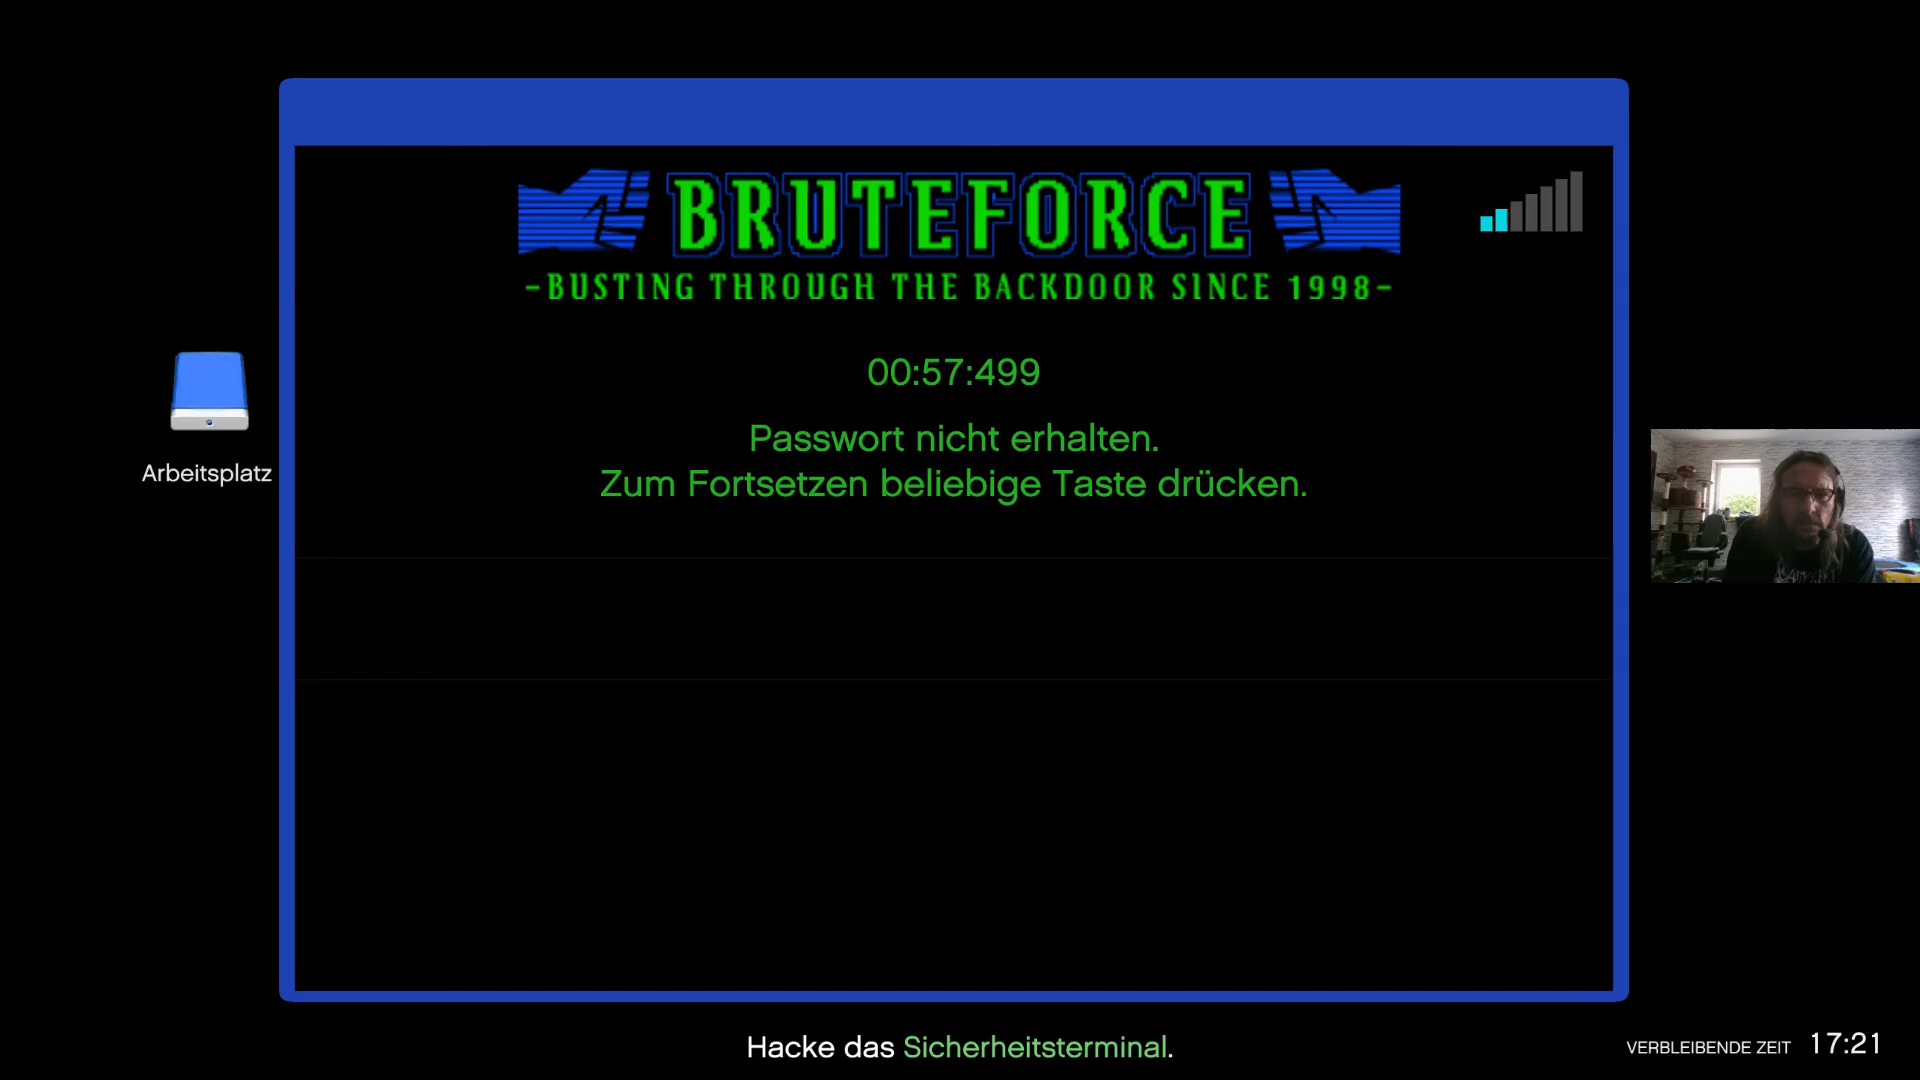 BRUTEFORCE
-BUSTING THROUGH THE BACKDOOR SINCE 1998-
00:57:499
Passwort nicht erhalten.
Zum Fortsetzen beliebige Taste drücken.
Arbeitsplatz
Hacke das Sicherheitsterminal.
VERBLEIBENDE ZEIT 17:21